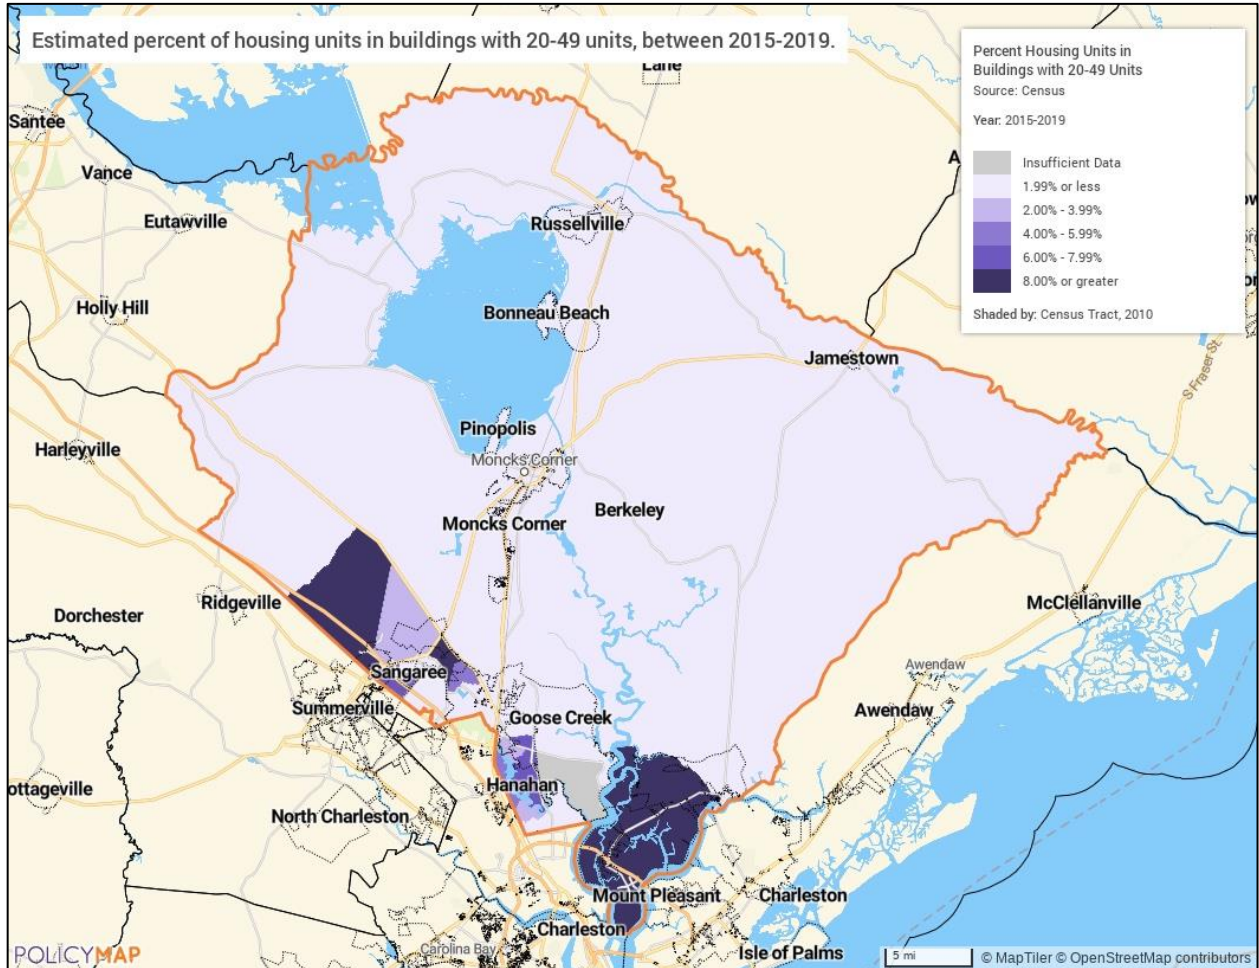 Estimated percent of housing units in buildings with 20-49 units, between 2015-2019.
Percent Housing Units in
Buildings with 20-49 Units
Source: Census
Year: 2015-2019
Insufficient Data
1.99% or less
2.00% - 3.99%
4.00% - 5.99%
6.00% - 7.99%
8.00% or greater
Shaded by: Census Tract, 2010
Lane
Santee
Vance
Eutawville
Russellville
Holly Hill
Bonneau Beach
Jamestown
S Fraser St
Pinopolis
Harleyville
Moncks Corner
Berkeley
Moncks Corner
Ridgeville
Dorchester
McClellanville
Sangaree
Awendaw
Summerville
Goose Creek
Awendaw
ottageville
Hanahan
North Charleston
Mount Pleasant
Charleston
Charleston
Carolina Bay
Isle of Palms
POLICYMAP
5 mi
© MapTiler © OpenStreetMap contributors